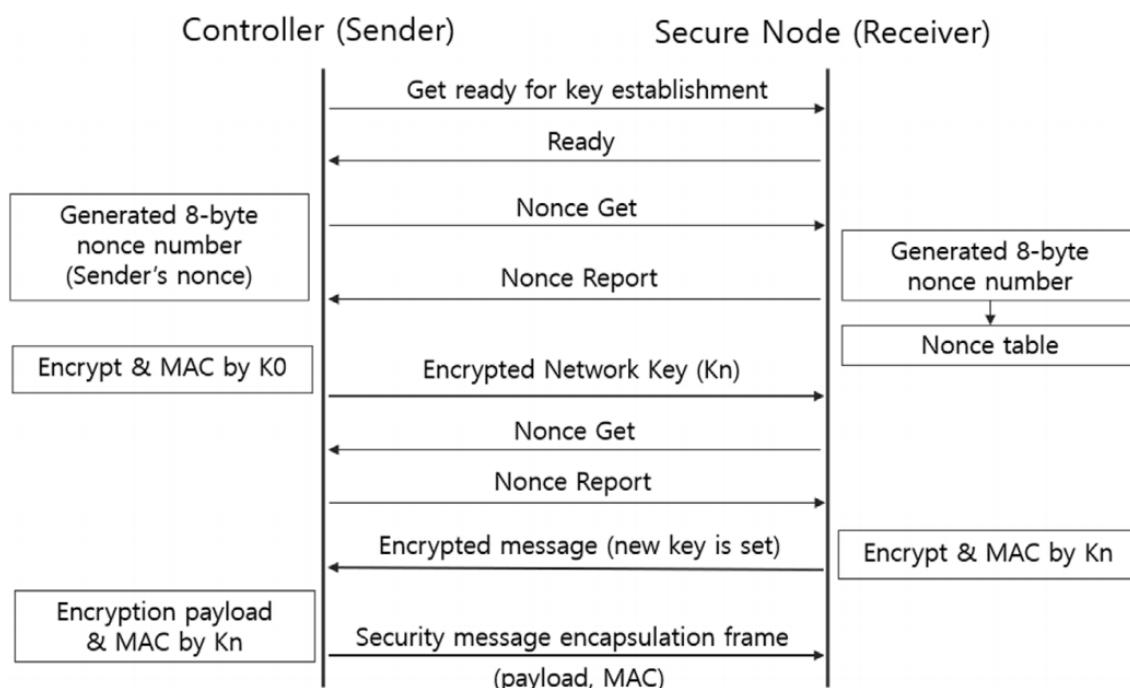 Controller (Sender)
Secure Node (Receiver)
Get ready for key establishment
Ready
Generated 8-byte
nonce number
(Sender's nonce)
Nonce Get
Generated 8-byte
nonce number
Nonce Report
Nonce table
Encrypt & MAC by K0
Encrypted Network Key (Kn)
Nonce Get
Nonce Report
Encrypted message (new key is set)
Encrypt & MAC by Kn
Encryption payload
& MAC by Kn
Security message encapsulation frame
(payload, MAC)